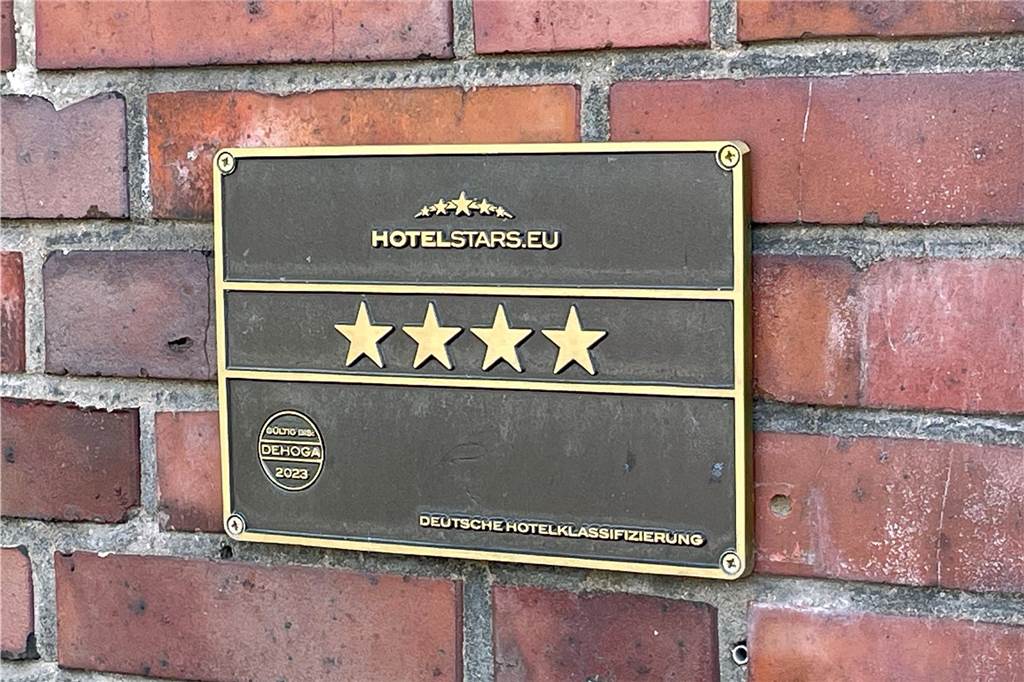 HOTELSTARS.EU
GÜLTIG BIS:
DEHOGA
2023
DEUTSCHE HOTELKLASSIFIZIERUNG